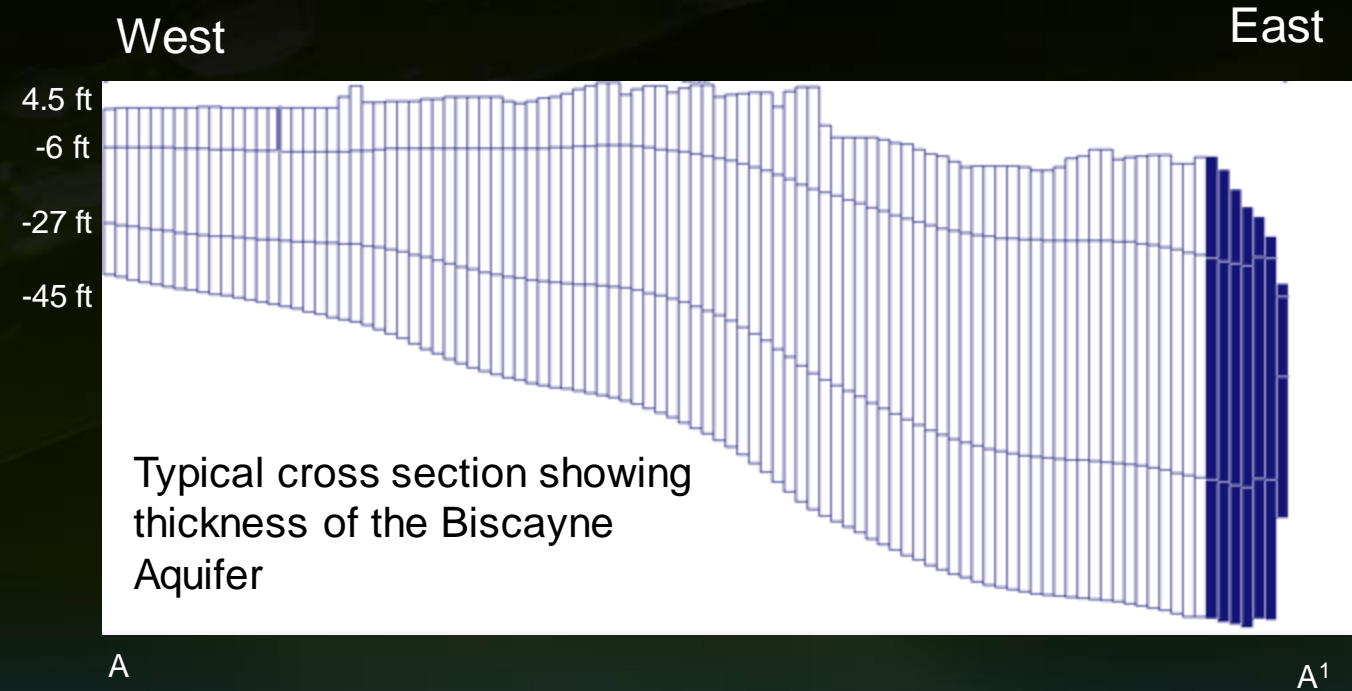 West
East
4.5 ft
-6 ft
-27 ft
-45 ft
Typical cross section showing
thickness of the Biscayne
Aquifer
A
A¹